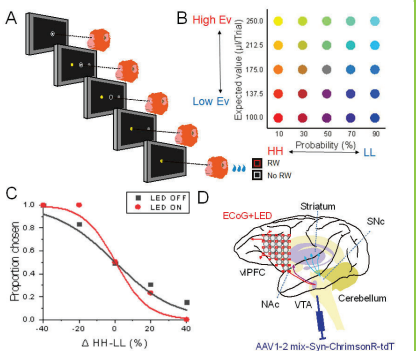 A
B
High Ev
Low Ev
Expected value (µl/Trial)
250.0
212.5
175.0
137.5
100.0
10 30 50 70 90
HH Probability (%) LL
RW
No RW
C
LED OFF
LED ON
Proportion chosen
1.0
0.8
0.6
0.4
0.2
0.0
-40 -20 0 20 40
Δ HH-LL (%)
D
Striatum
ECoG+LED
SNc
vlPFC
NAc
VTA
Cerebellum
AAV1-2 mix-Syn-ChrimsonR-tdT